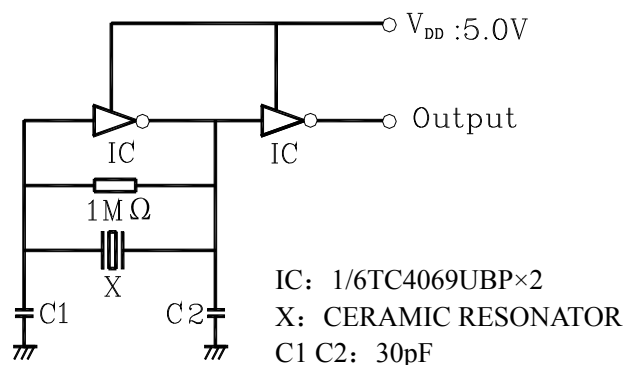 V_DD :5.0V
Output
IC
IC
1MΩ
X
C1
C2
IC：1/6TC4069UBP×2
X：CERAMIC RESONATOR
C1 C2：30pF